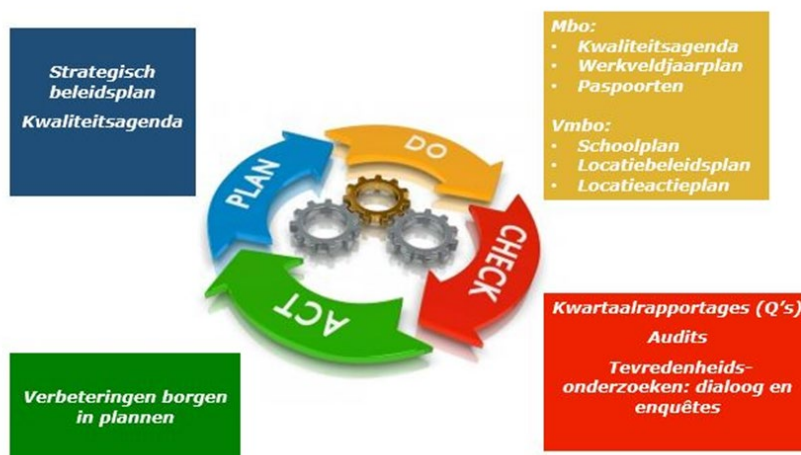 Strategisch
beleidsplan
Kwaliteitsagenda
Mbo:
• Kwaliteitsagenda
• Werkveldjaarplan
• Paspoorten
Vmbo:
• Schoolplan
• Locatiebeleidsplan
• Locatieactieplan
PLAN
DO
CHECK
ACT
Verbeteringen borgen
in plannen
Kwartaalrapportages (Q's)
Audits
Tevredenheids-
onderzoeken: dialoog en
enquêtes